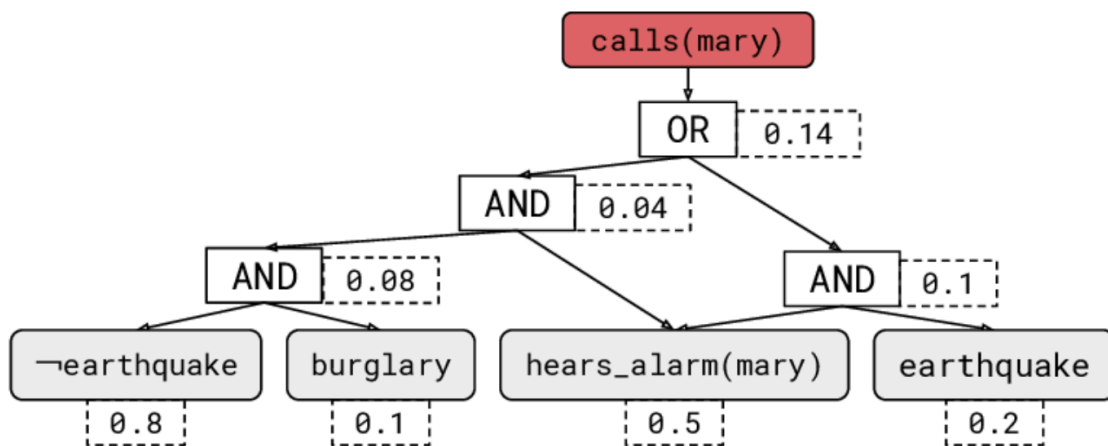 calls(mary)
OR
0.14
AND
0.04
AND
0.08
AND
0.1
¬earthquake
burglary
hears_alarm(mary)
earthquake
0.8
0.1
0.5
0.2